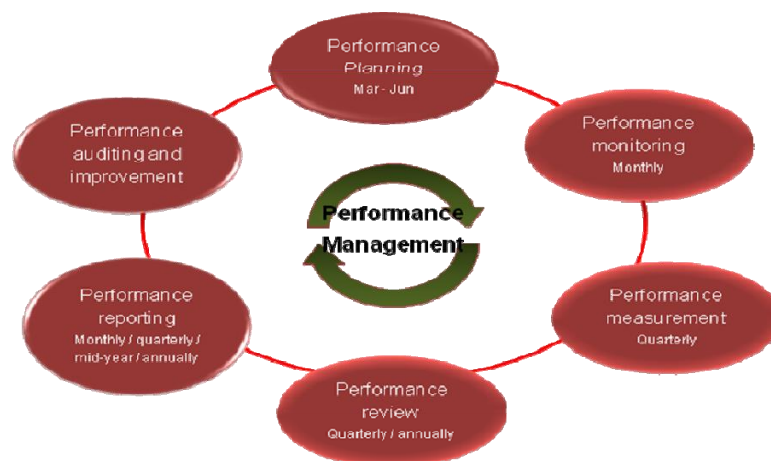 Performance
Planning
Mar - Jun
Performance
monitoring
Monthly
Performance
measurement
Quarterly
Performance
review
Quarterly / annually
Performance
reporting
Monthly / quarterly /
mid-year / annually
Performance
auditing and
improvement
Performance
Management